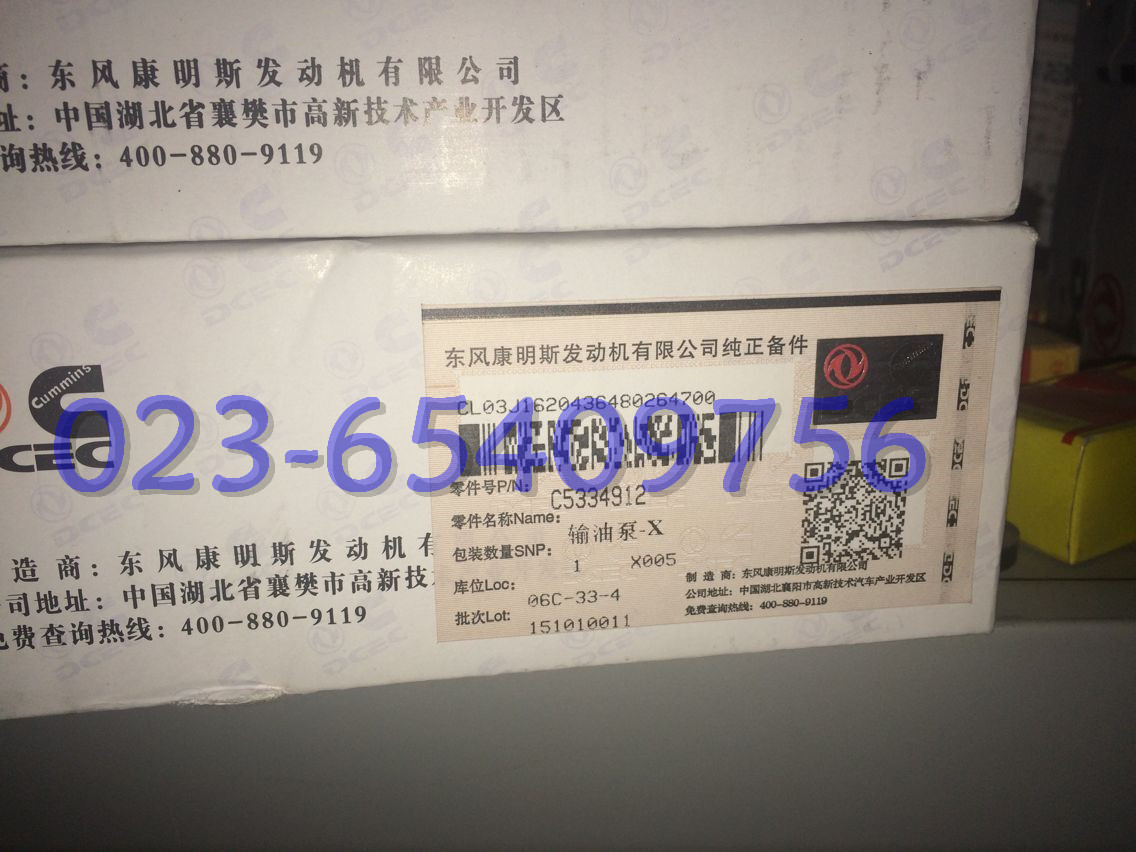 商：东风康明斯发动机有限公司
址：中国湖北省襄樊市高新技术产业开发区
询热线：400-880-9119
Cummins
DCEC
023-65409756
东风康明斯发动机有限公司纯正备件
CL03J1620436480264700
零件号P/N: C5334912
零件名称Name: 输油泵-X
包装数量SNP: 1 X005
库位Loc: 06C-33-4
批次Lot: 151010011
制 造 商：东风康明斯发动机有限公司
公司地址：中国湖北襄阳市高新技术汽车产业开发区
免费查询热线：400-880-9119
造 商：东风康明斯发动机有
司地址：中国湖北省襄樊市高新技
免费查询热线：400-880-9119